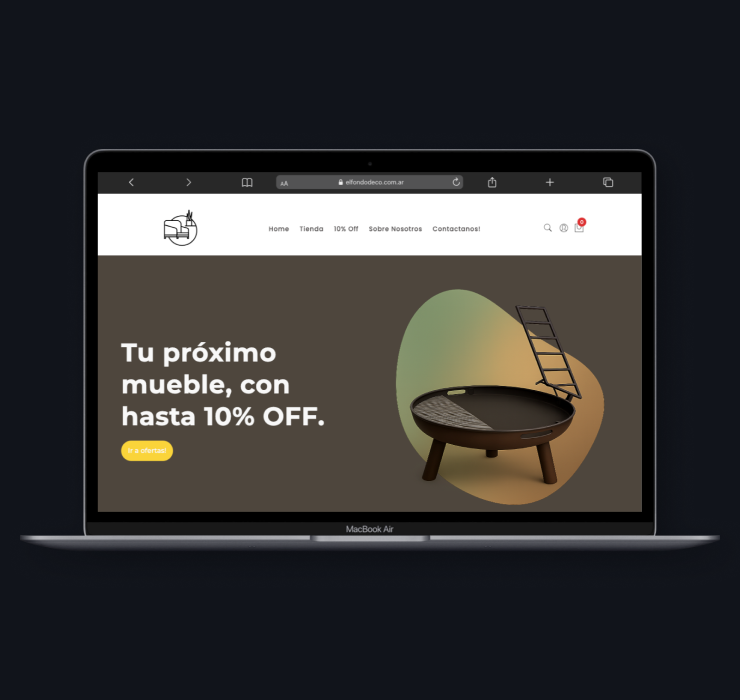 AA
elfondodeco.com.ar
Home Tienda 10% Off Sobre Nosotros Contactanos!
0
Tu próximo
mueble, con
hasta 10% OFF.
Ir a ofertas!
MacBook Air